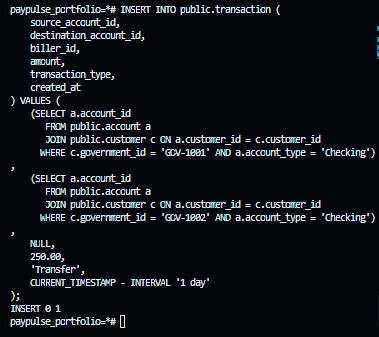 paypulse_portfolio=*# INSERT INTO public.transaction (
source_account_id,
destination_account_id,
biller_id,
amount,
transaction_type,
created_at
) VALUES (
(SELECT a.account_id
FROM public.account a
JOIN public.customer c ON a.customer_id = c.customer_id
WHERE c.government_id = 'GOV-1001' AND a.account_type = 'Checking')
,
(SELECT a.account_id
FROM public.account a
JOIN public.customer c ON a.customer_id = c.customer_id
WHERE c.government_id = 'GOV-1002' AND a.account_type = 'Checking')
,
NULL,
250.00,
'Transfer',
CURRENT_TIMESTAMP - INTERVAL '1 day'
);
INSERT 0 1
paypulse_portfolio=*#